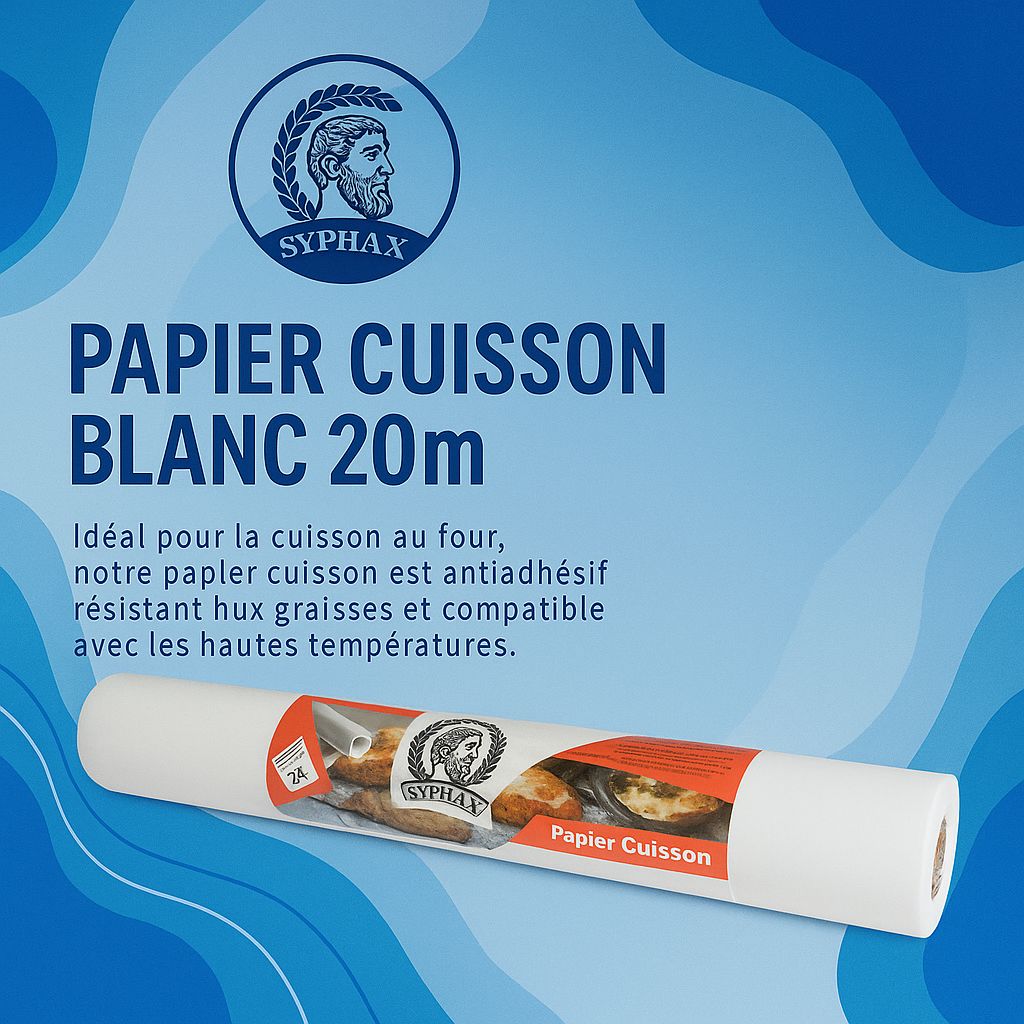 SYPHAX
PAPIER CUISSON
BLANC 20m
Idéal pour la cuisson au four,
notre papler cuisson est antiadhésif
résistant hux graisses et compatible
avec les hautes températures.
24
SYPHAX
Papier Cuisson